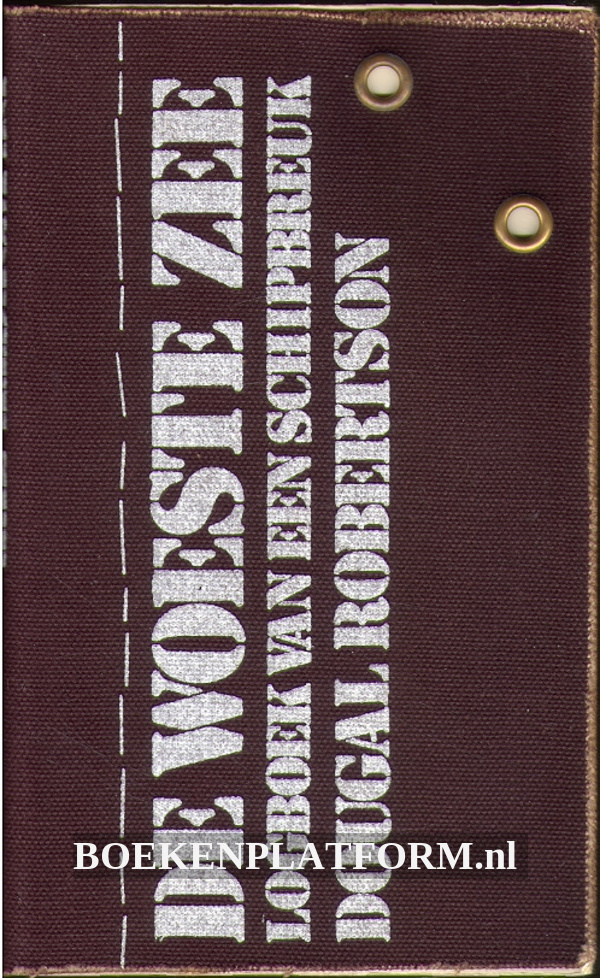 DE WOESTE ZEE
LOGBOEK VAN EEN SCHIPBREUK
DOUGAL ROBERTSON
BOEKENPLATFORM.nl